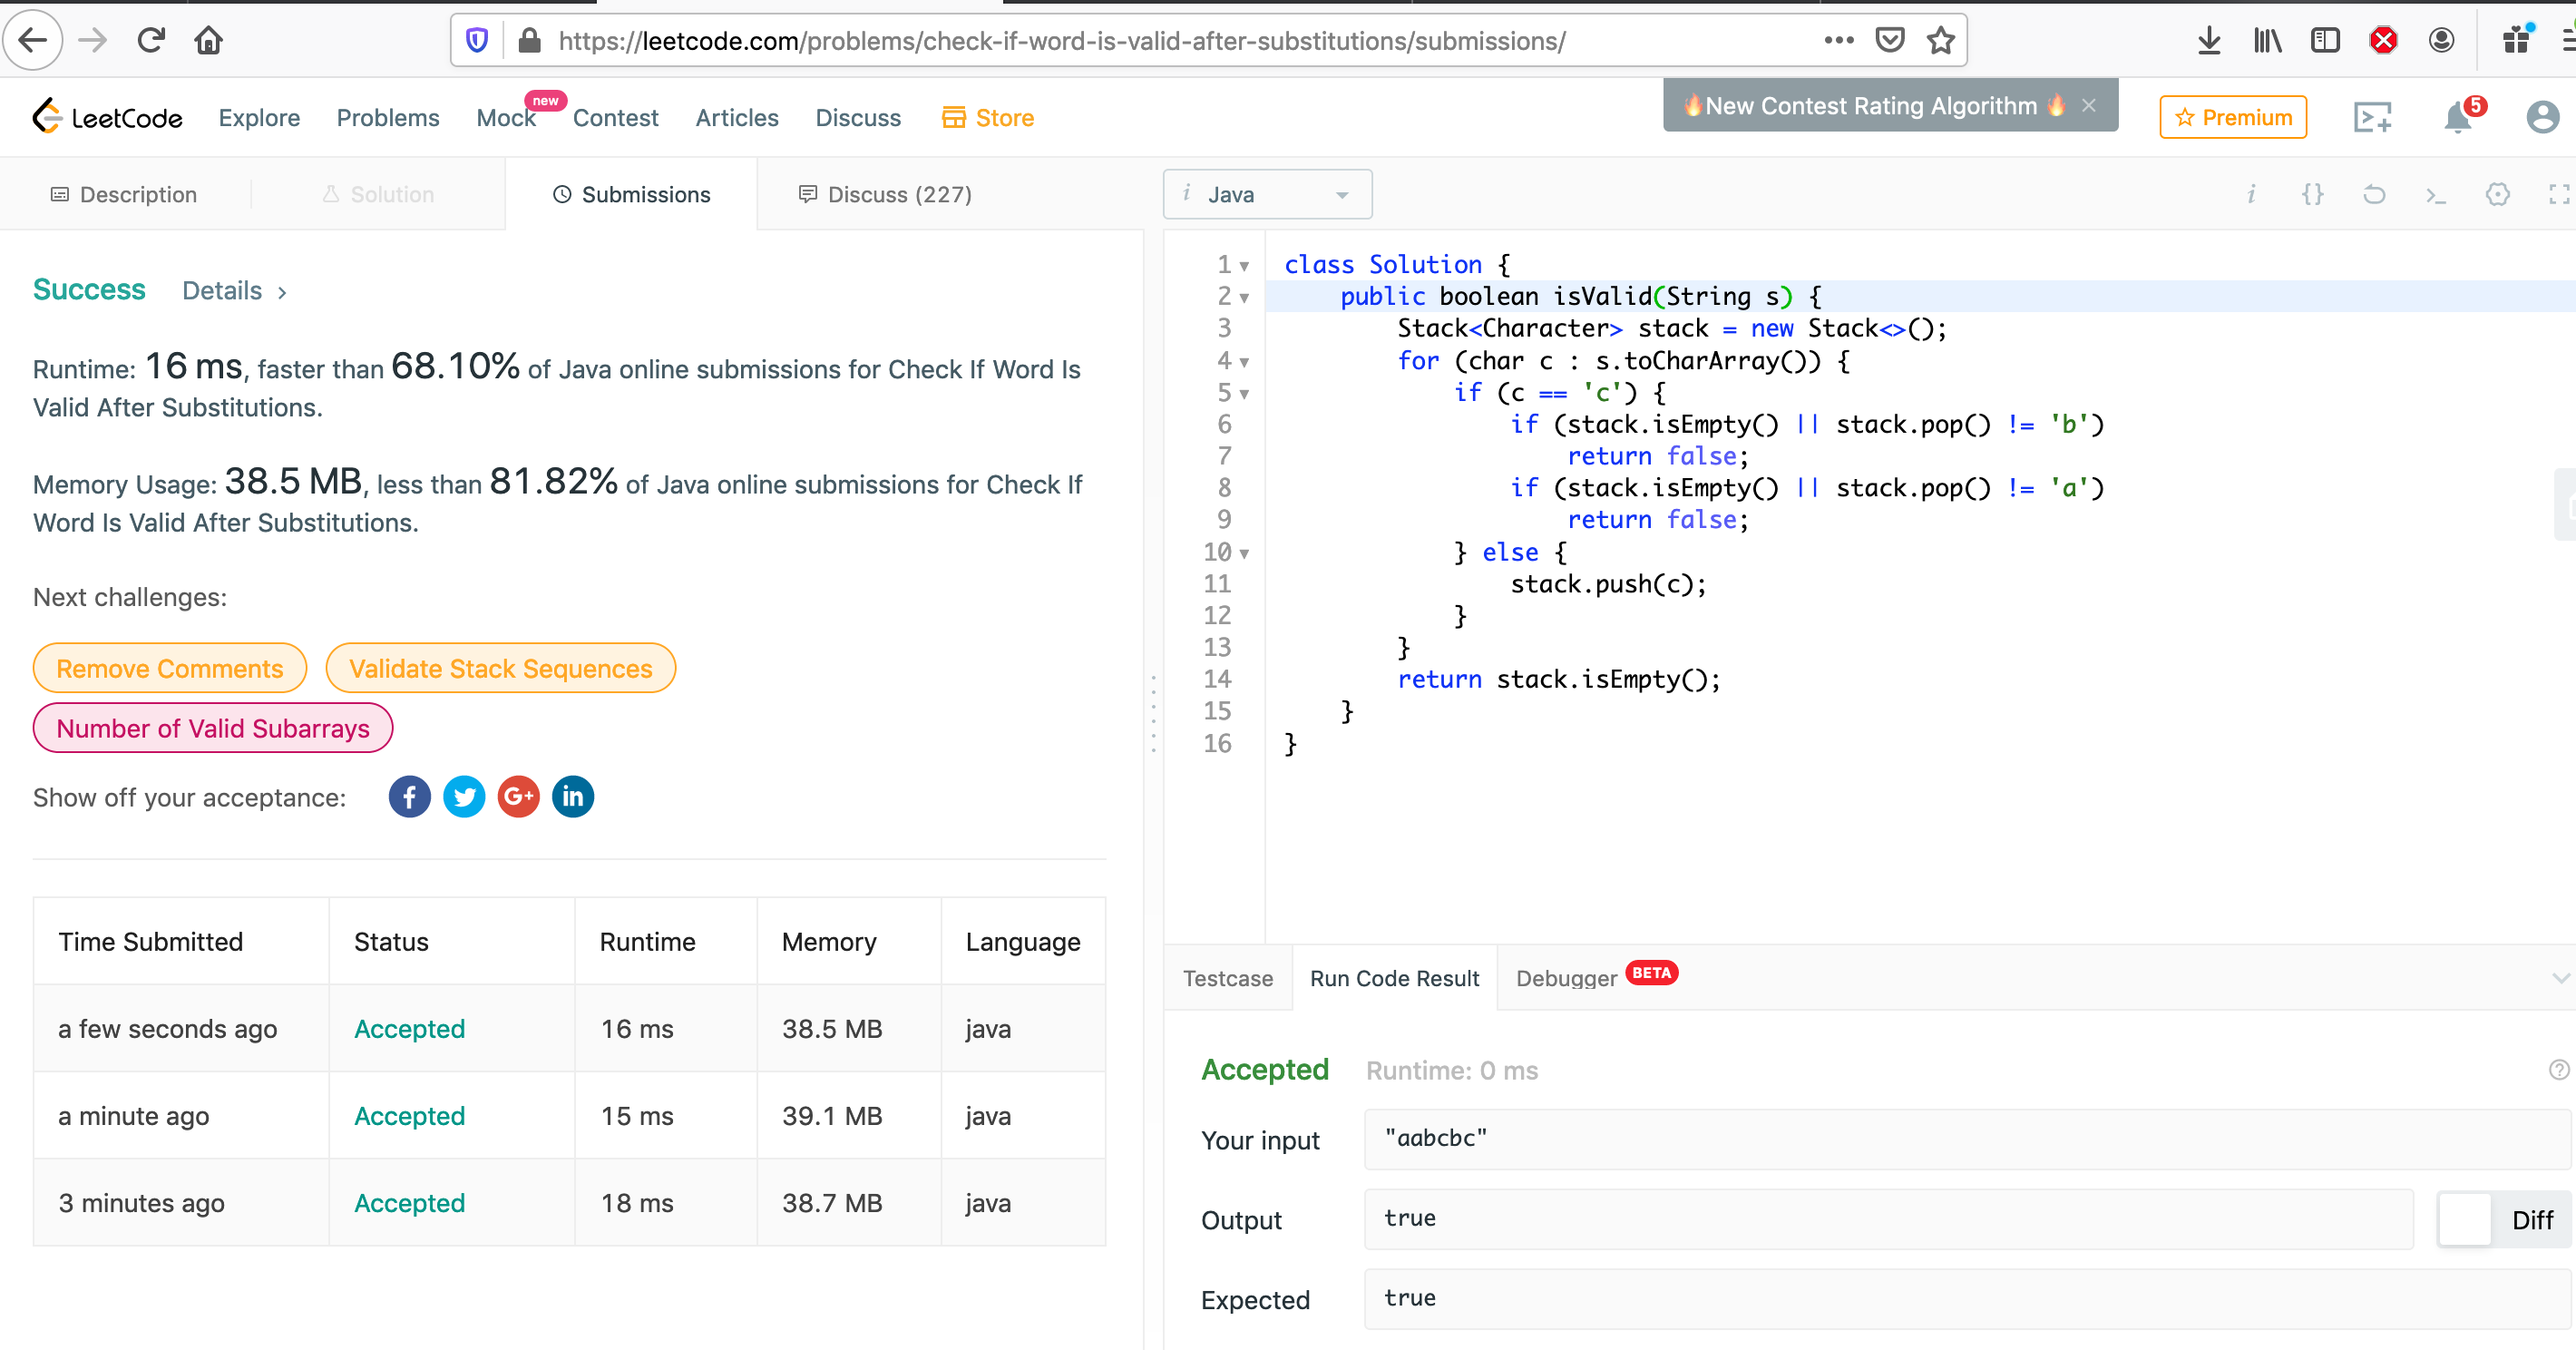 https://leetcode.com/problems/check-if-word-is-valid-after-substitutions/submissions/
LeetCode
Explore
Problems
Mock
new
Contest
Articles
Discuss
Store
🔥New Contest Rating Algorithm 🔥 ×
Premium
5
Description
Solution
Submissions
Discuss (227)
i Java
Success
Details >
Runtime: 16 ms, faster than 68.10% of Java online submissions for Check If Word Is
Valid After Substitutions.
Memory Usage: 38.5 MB, less than 81.82% of Java online submissions for Check If
Word Is Valid After Substitutions.
Next challenges:
Remove Comments
Validate Stack Sequences
Number of Valid Subarrays
Show off your acceptance:
Time Submitted Status Runtime Memory Language
a few seconds ago Accepted 16 ms 38.5 MB java
a minute ago Accepted 15 ms 39.1 MB java
3 minutes ago Accepted 18 ms 38.7 MB java
1 class Solution {
2 public boolean isValid(String s) {
3 Stack<Character> stack = new Stack<>();
4 for (char c : s.toCharArray()) {
5 if (c == 'c') {
6 if (stack.isEmpty() || stack.pop() != 'b')
7 return false;
8 if (stack.isEmpty() || stack.pop() != 'a')
9 return false;
10 } else {
11 stack.push(c);
12 }
13 }
14 return stack.isEmpty();
15 }
16 }
Testcase
Run Code Result
Debugger
BETA
Accepted
Runtime: 0 ms
Your input
"aabcbc"
Output
true
Diff
Expected
true